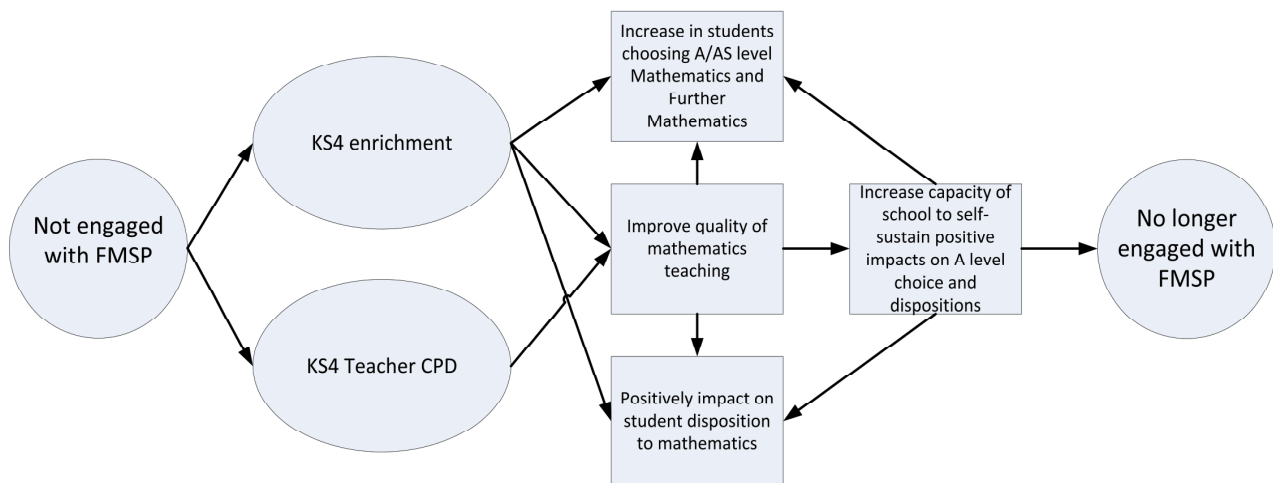 Not engaged
with FMSP
KS4 enrichment
KS4 Teacher CPD
Increase in students
choosing A/AS level
Mathematics and
Further
Mathematics
Improve quality of
mathematics
teaching
Positively impact on
student disposition
to mathematics
Increase capacity of
school to self-
sustain positive
impacts on A level
choice and
dispositions
No longer
engaged with
FMSP